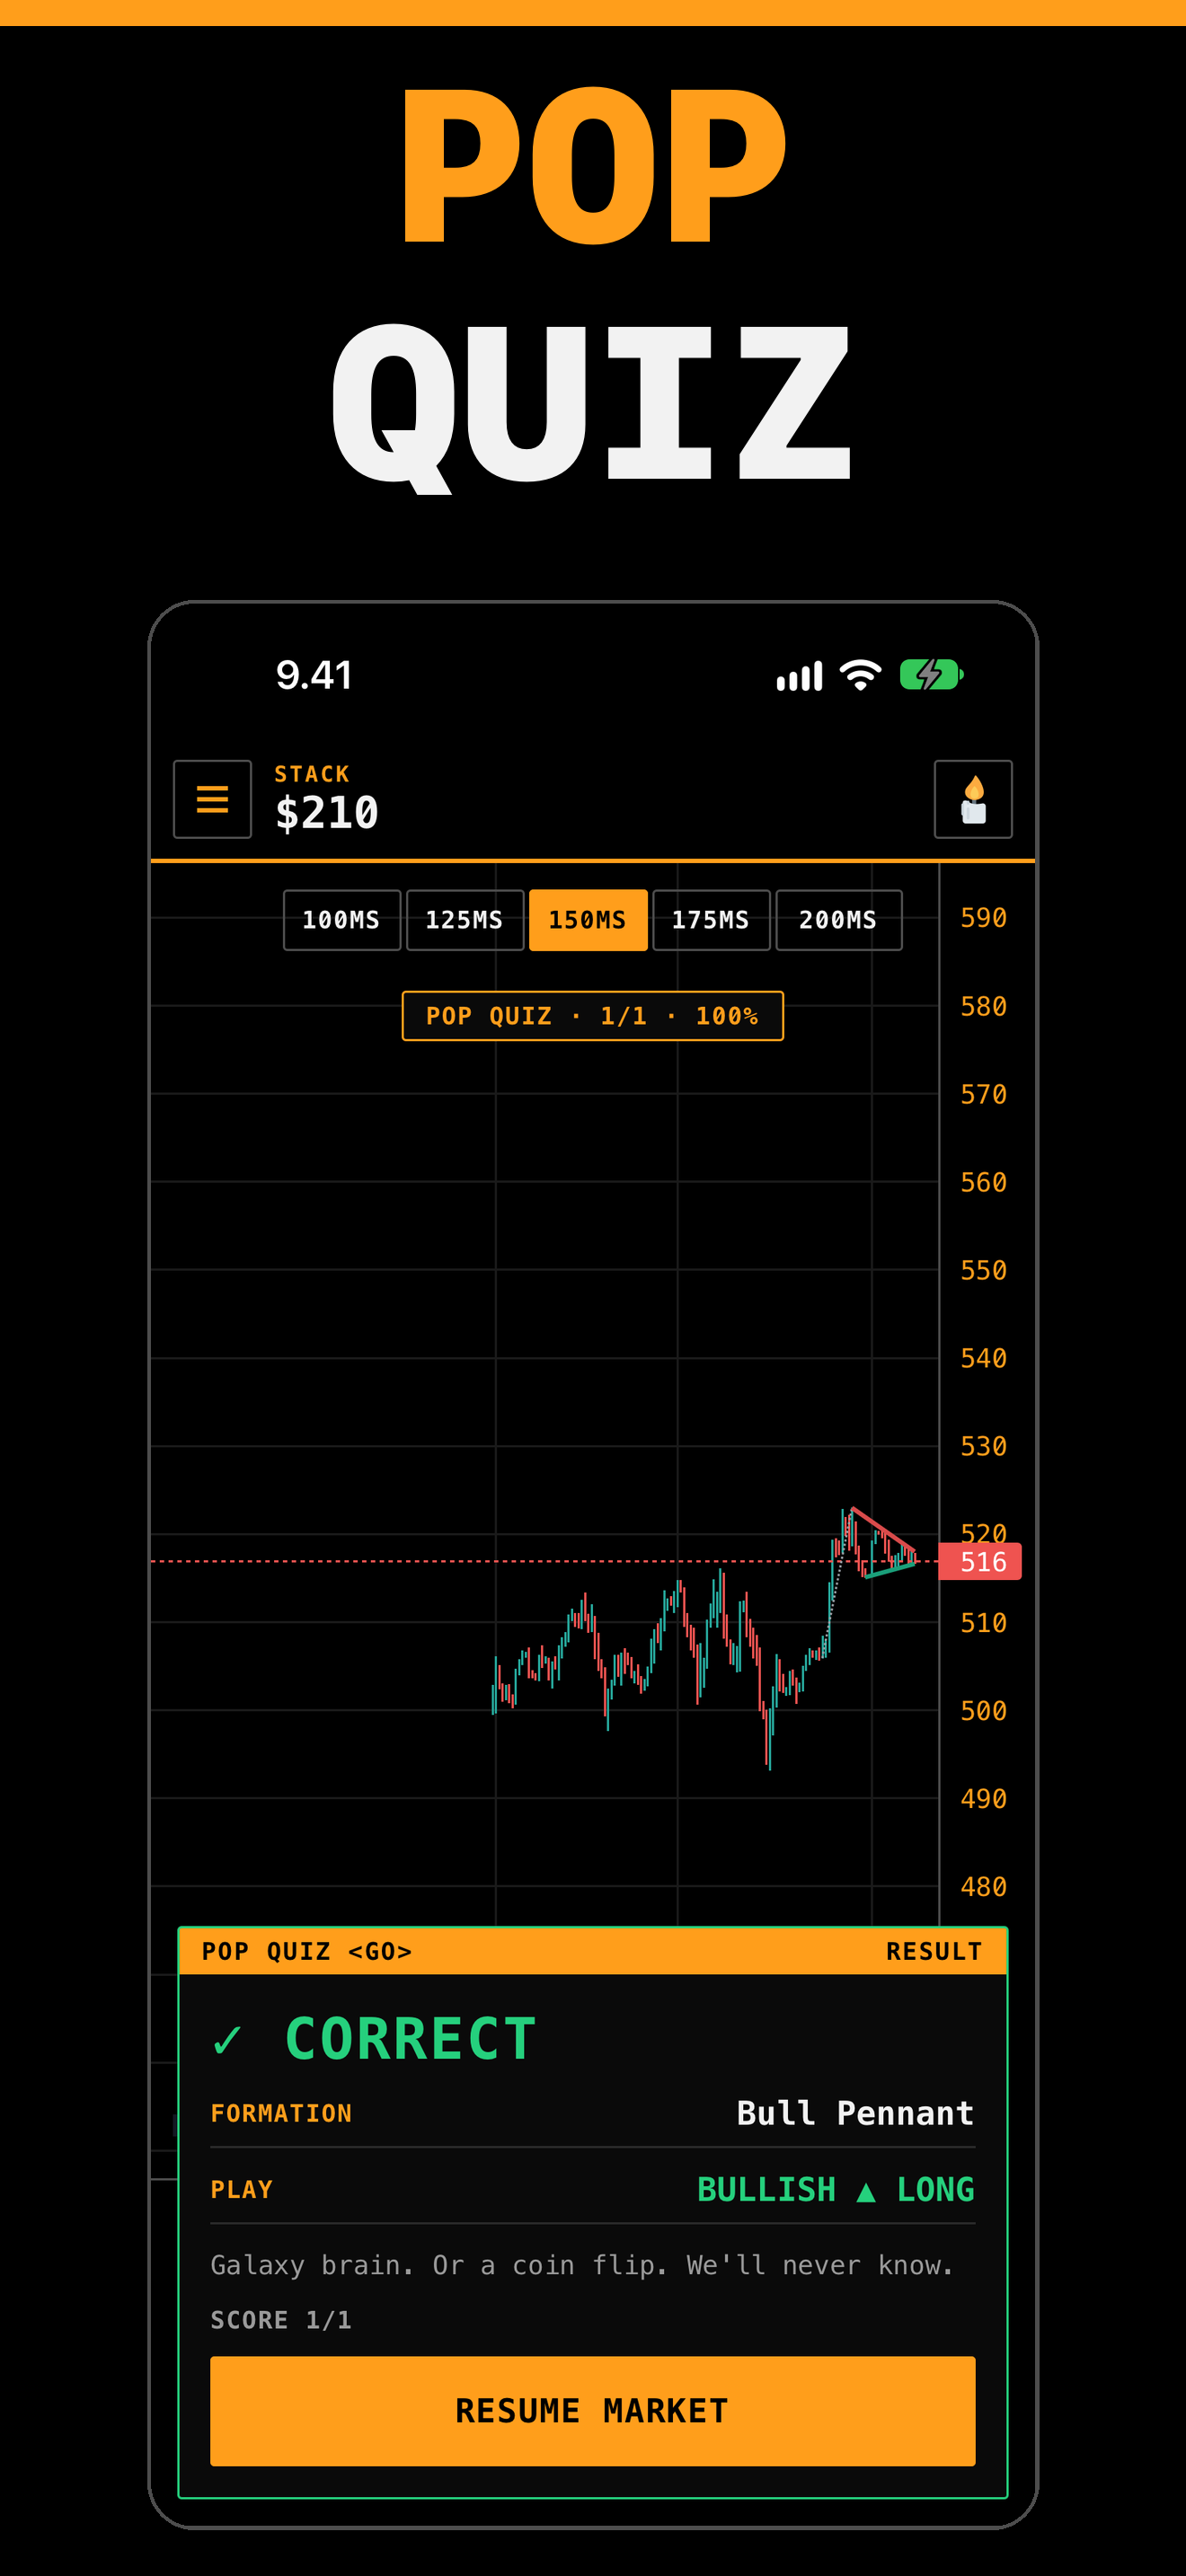 POP
QUIZ
9.41
STACK
$210
100MS 125MS 150MS 175MS 200MS
590
POP QUIZ · 1/1 · 100%
580
570
560
550
540
530
520
516
510
500
490
480
POP QUIZ <GO> RESULT
✓ CORRECT
FORMATION Bull Pennant
PLAY BULLISH ▲ LONG
Galaxy brain. Or a coin flip. We'll never know.
SCORE 1/1
RESUME MARKET